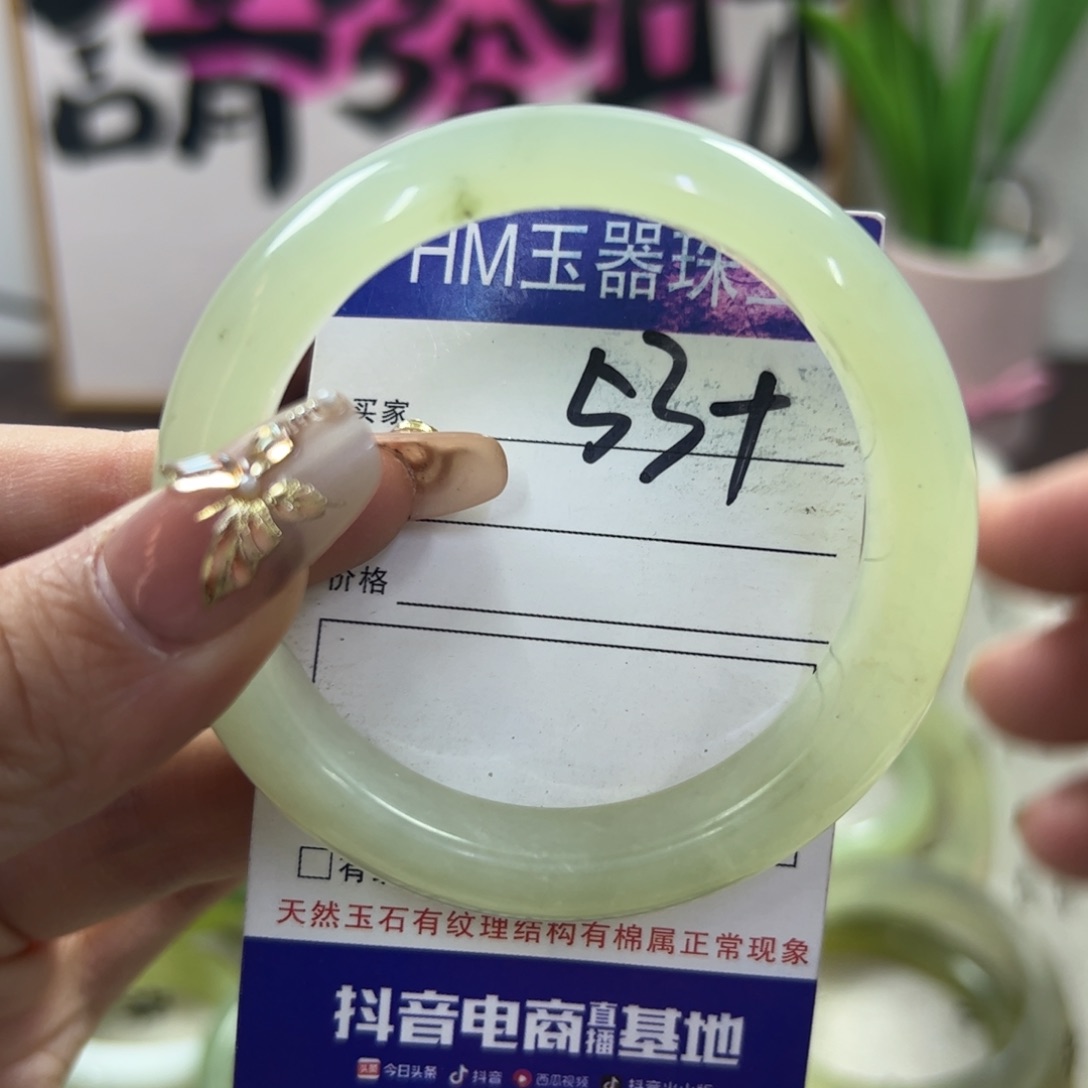 請
HM玉器珠
53+
买家
价格
□有
天然玉石有纹理结构有棉属正常现象
抖音电商直播基地
今日头条 抖音 西瓜视频